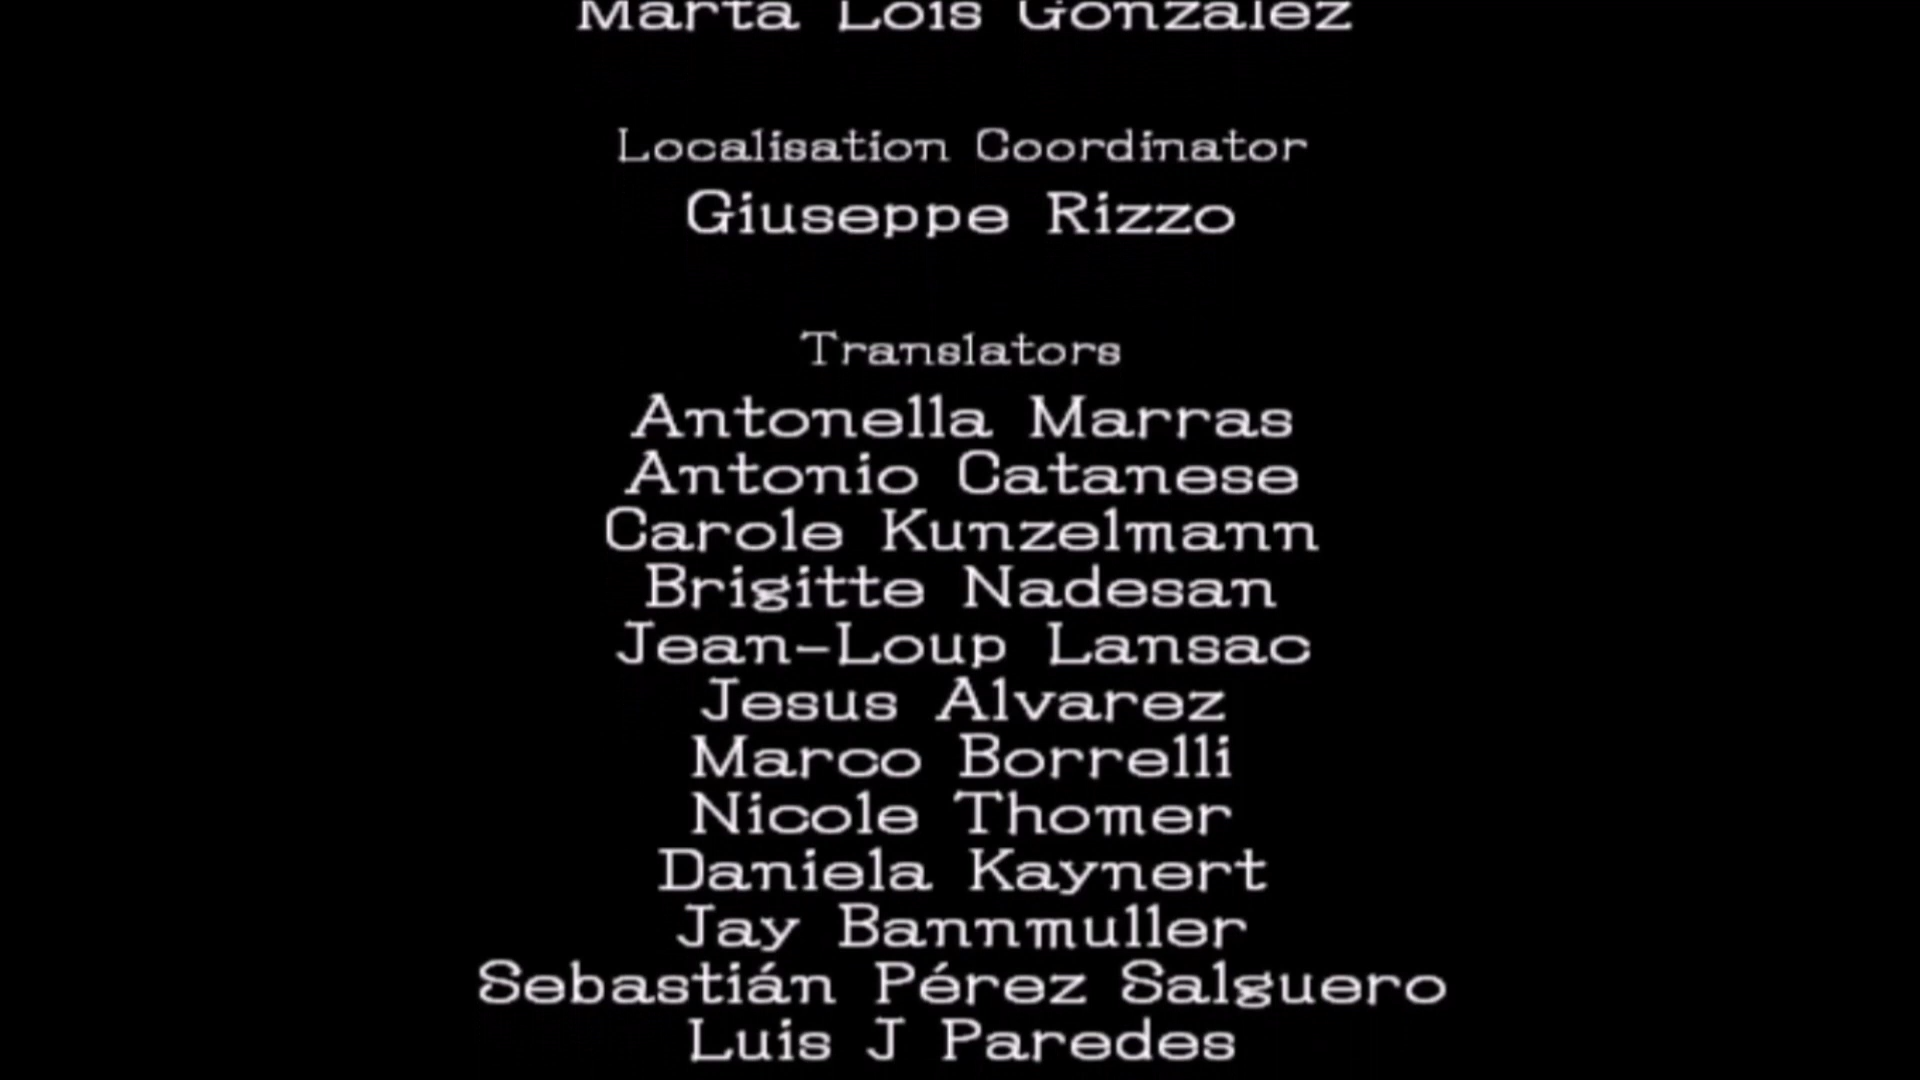 Marta Lois González
Localisation Coordinator
Giuseppe Rizzo
Translators
Antonella Marras
Antonio Catanese
Carole Kunzelmann
Brigitte Nadesan
Jean-Loup Lansac
Jesus Alvarez
Marco Borrelli
Nicole Thomer
Daniela Kaynert
Jay Bannmuller
Sebastián Pérez Salguero
Luis J Paredes